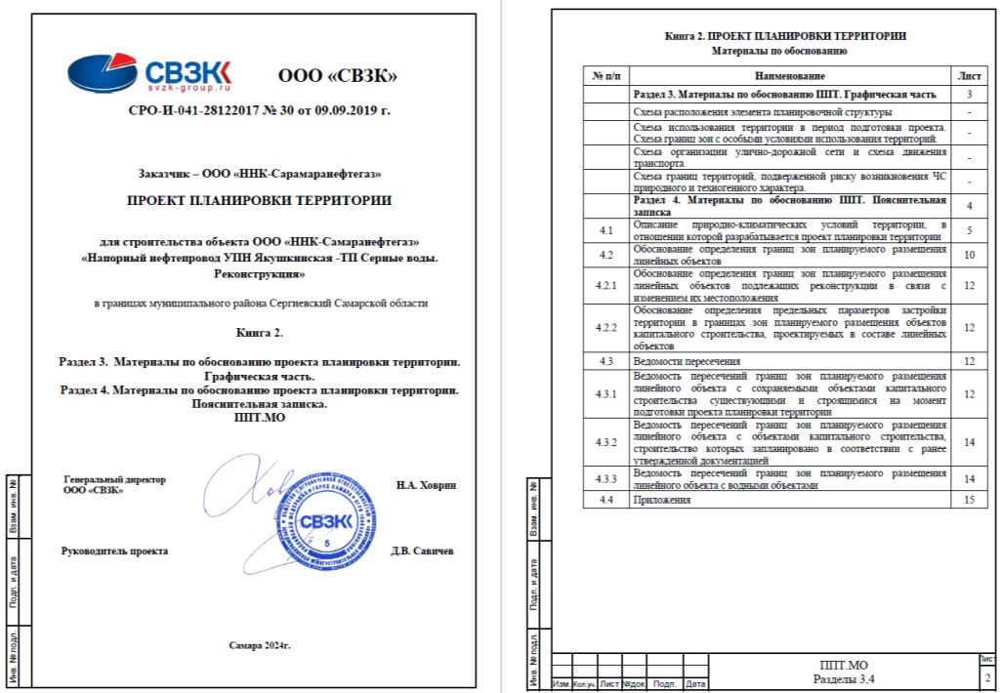 СВЗК
svzk-group.ru
ООО «СВЗК»
СРО-И-041-28122017 № 30 от 09.09.2019 г.
Заказчик – ООО «ННК-Сарамаранефтегаз»
ПРОЕКТ ПЛАНИРОВКИ ТЕРРИТОРИИ
для строительства объекта ООО «ННК-Самаранефтегаз»
«Напорный нефтепровод УПН Якушкинская -ТП Серные воды.
Реконструкция»
в границах муниципального района Сергиевский Самарской области
Книга 2.
Раздел 3. Материалы по обоснованию проекта планировки территории.
Графическая часть.
Раздел 4. Материалы по обоснованию проекта планировки территории.
Пояснительная записка.
ППТ.МО
Генеральный директор
ООО «СВЗК»
Н.А. Ховрин
СВЗК
5
Руководитель проекта
Д.В. Савичев
Самара 2024г.
Взам. инв. №
Подп. и дата
Инв. № подл.
Книга 2. ПРОЕКТ ПЛАНИРОВКИ ТЕРРИТОРИИ
Материалы по обоснованию
№ п/п Наименование Лист
Раздел 3. Материалы по обоснованию ППТ. Графическая часть 3
Схема расположения элемента планировочной структуры -
Схема использования территории в период подготовки проекта.
Схема границ зон с особыми условиями использования территорий. -
Схема организации улично-дорожной сети и схема движения
транспорта. -
Схема границ территорий, подверженной риску возникновения ЧС
природного и техногенного характера. -
Раздел 4. Материалы по обоснованию ППТ. Пояснительная
записка 4
4.1 Описание природно-климатических условий территории, в
отношении которой разрабатывается проект планировки территории 5
4.2 Обоснование определения границ зон планируемого размещения
линейных объектов 10
4.2.1 Обоснование определения границ зон планируемого размещения
линейных объектов подлежащих реконструкции в связи с
изменением их местоположения 12
4.2.2 Обоснование определения предельных параметров застройки
территории в границах зон планируемого размещения объектов
капитального строительства, проектируемых в составе линейных
объектов 12
4.3 Ведомости пересечения 12
4.3.1 Ведомость пересечений границ зон планируемого размещения
линейного объекта с сохраняемыми объектами капитального
строительства существующими и строящимися на момент
подготовки проекта планировки территории 12
4.3.2 Ведомость пересечений границ зон планируемого размещения
линейного объекта с объектами капитального строительства,
строительство которых запланировано в соответствии с ранее
утвержденной документацией 14
4.3.3 Ведомость пересечений границ зон планируемого размещения
линейного объекта с водными объектами 14
4.4 Приложения 15
Взам. инв. №
Подп. и дата
Инв. № подл.
Изм. Кол.уч. Лист №док. Подп. Дата
ППТ.МО
Разделы 3,4
Лист
2